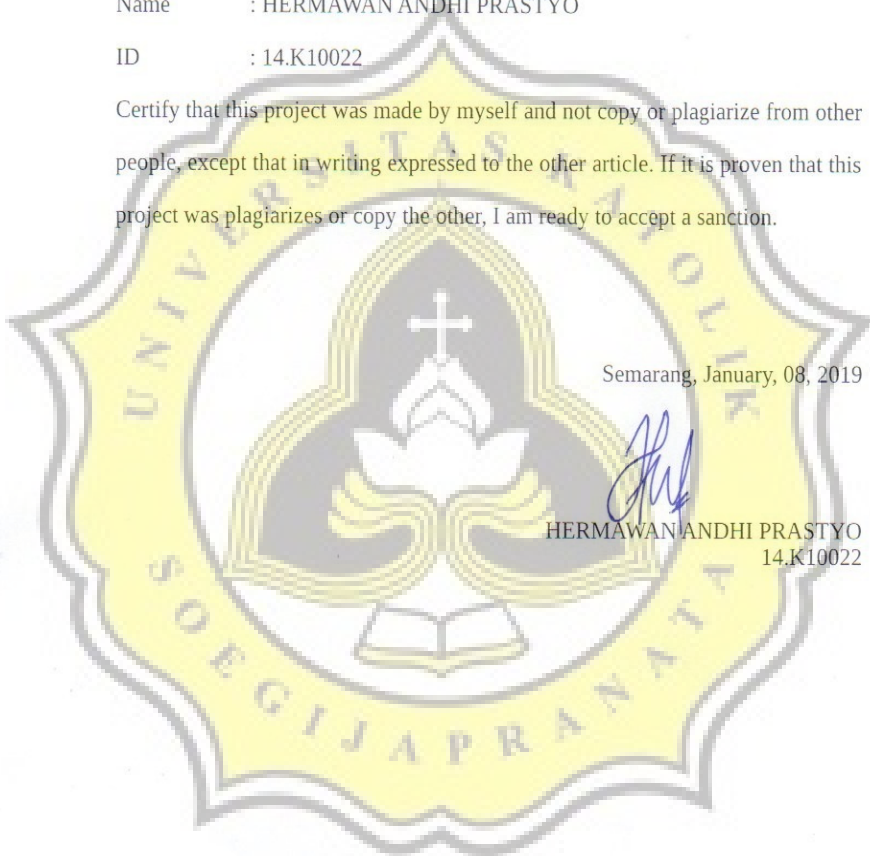 Name : HERMAWAN ANDHI PRASTYO
ID : 14.K10022
Certify that this project was made by myself and not copy or plagiarize from other
people, except that in writing expressed to the other article. If it is proven that this
project was plagiarizes or copy the other, I am ready to accept a sanction.
Semarang, January, 08, 2019
HERMAWAN ANDHI PRASTYO
14.K10022
UNIVERSITAS KATOLIK
SOEGIJAPRANATA